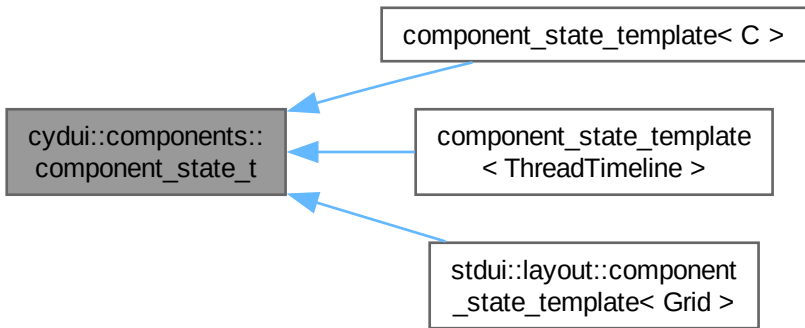 component_state_template< C >
cydui::components::
component_state_t
component_state_template
< ThreadTimeline >
stdui::layout::component
_state_template< Grid >